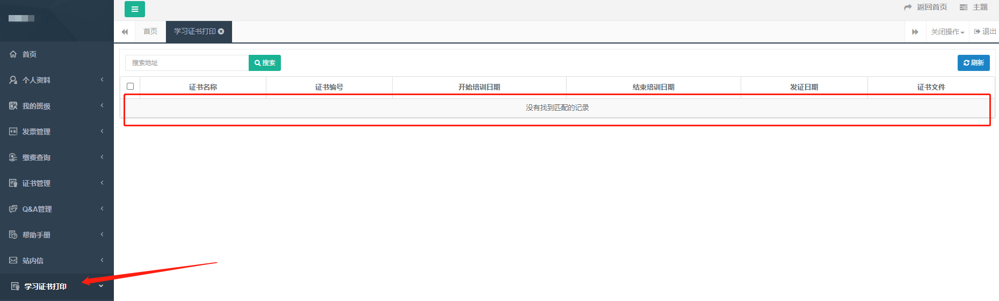 返回首页 主题
首页 学习证书打印 关闭操作 退出
首页
个人资料
我的班级
发票管理
缴费查询
证书管理
Q&A管理
帮助手册
站内信
学习证书打印
搜索地址 搜索 刷新
证书名称 证书编号 开始培训日期 结束培训日期 发证日期 证书文件
没有找到匹配的记录